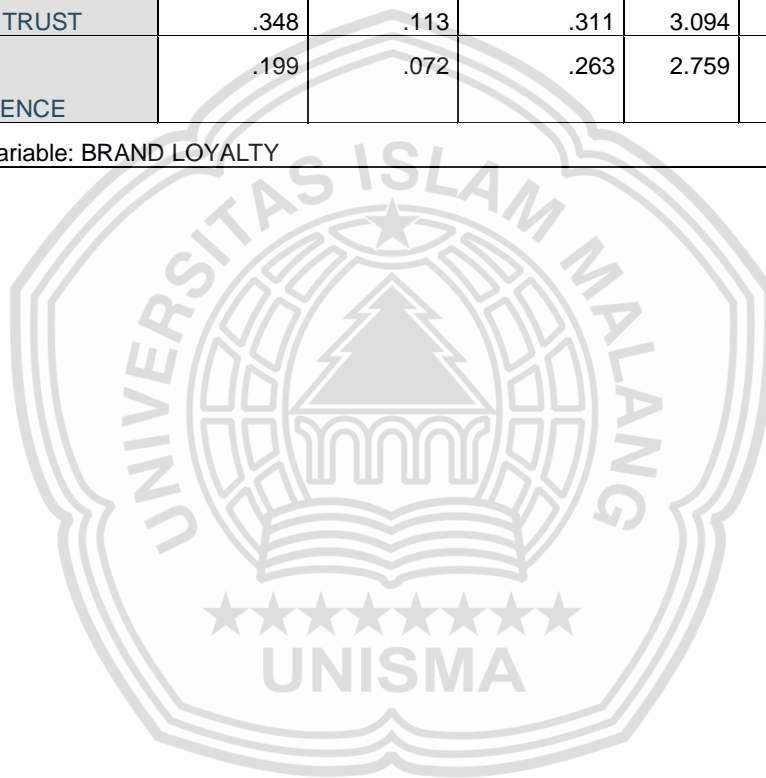 TRUST .348 .113 .311 3.094
.199 .072 .263 2.759
ENCE
ariable: BRAND LOYALTY
UNIVERSITAS ISLAM MALANG
UNISMA